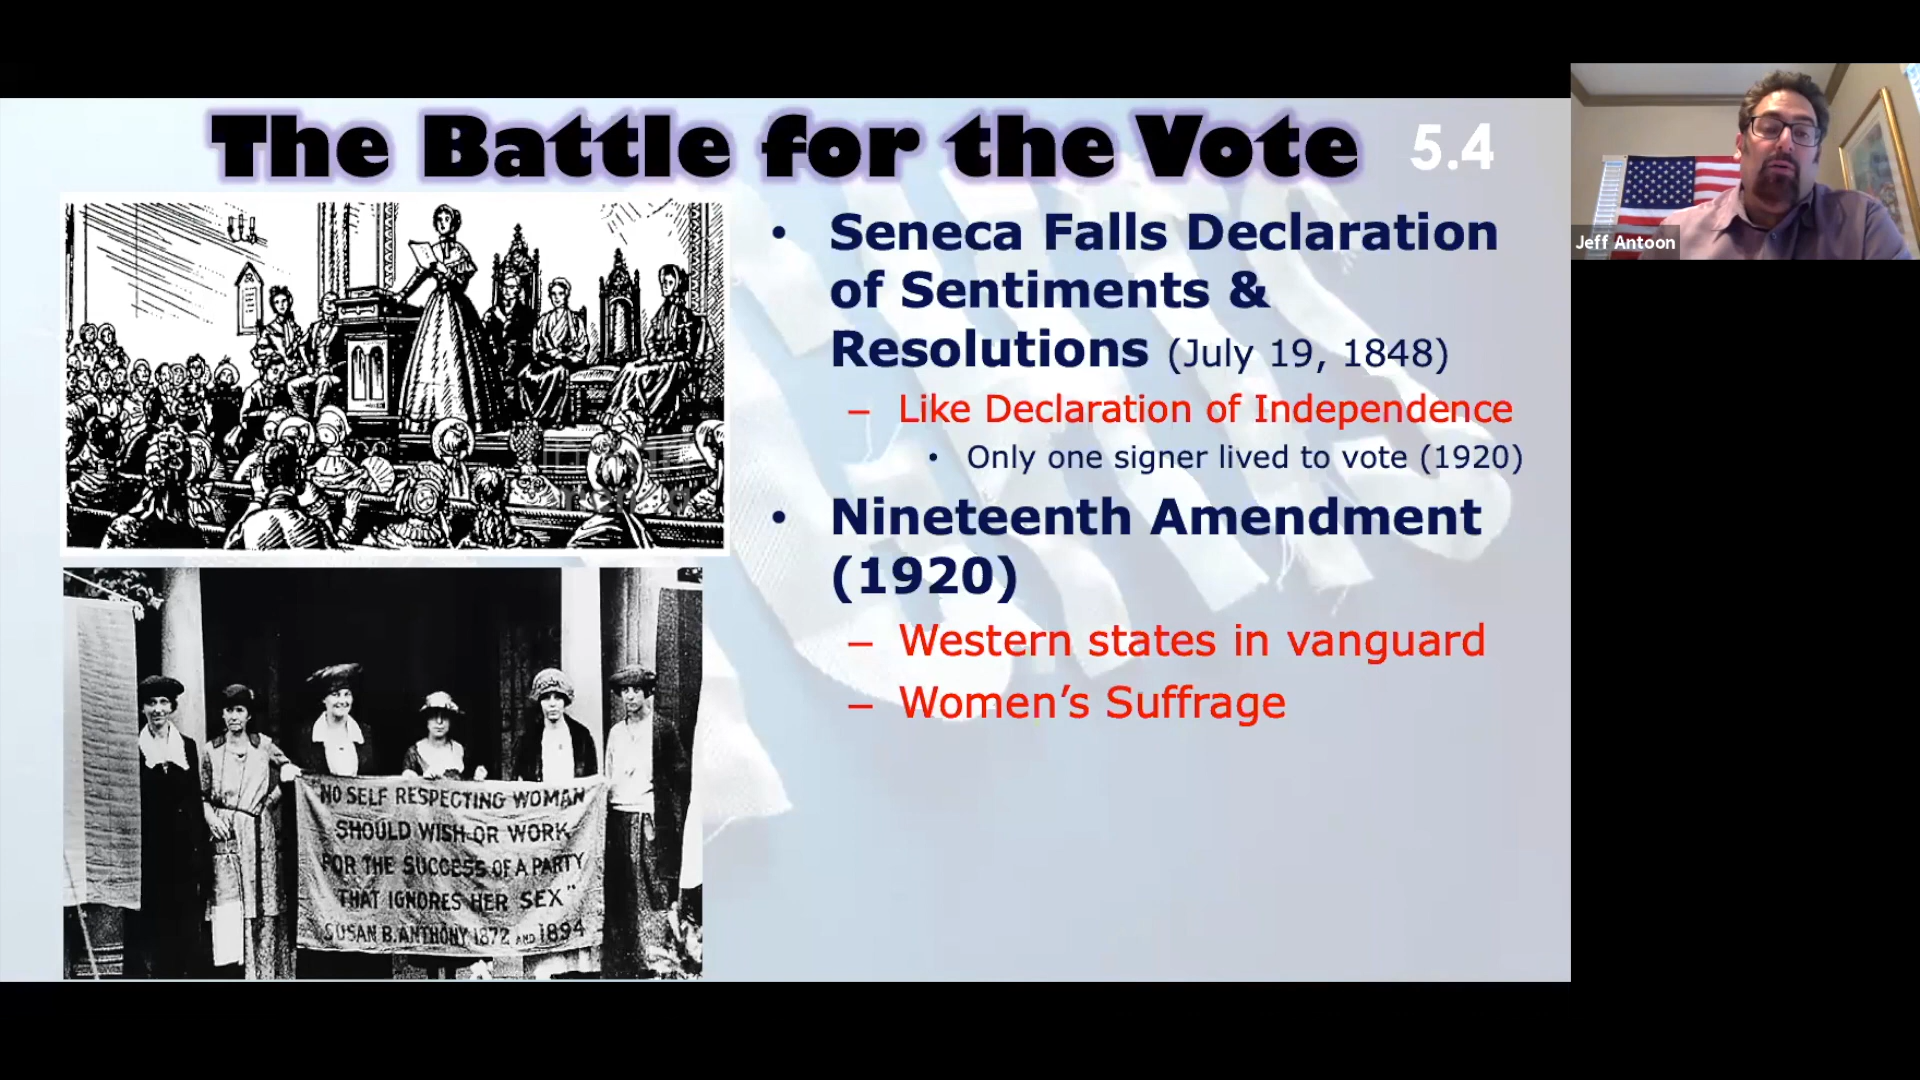 The Battle for the Vote 5.4
• Seneca Falls Declaration
of Sentiments &
Resolutions (July 19, 1848)
– Like Declaration of Independence
• Only one signer lived to vote (1920)
• Nineteenth Amendment
(1920)
– Western states in vanguard
– Women’s Suffrage
NO SELF RESPECTING WOMAN
SHOULD WISH OR WORK
FOR THE SUCCESS OF A PARTY
THAT IGNORES HER SEX"
SUSAN B. ANTHONY 1872 AND 1894
Jeff Antoon